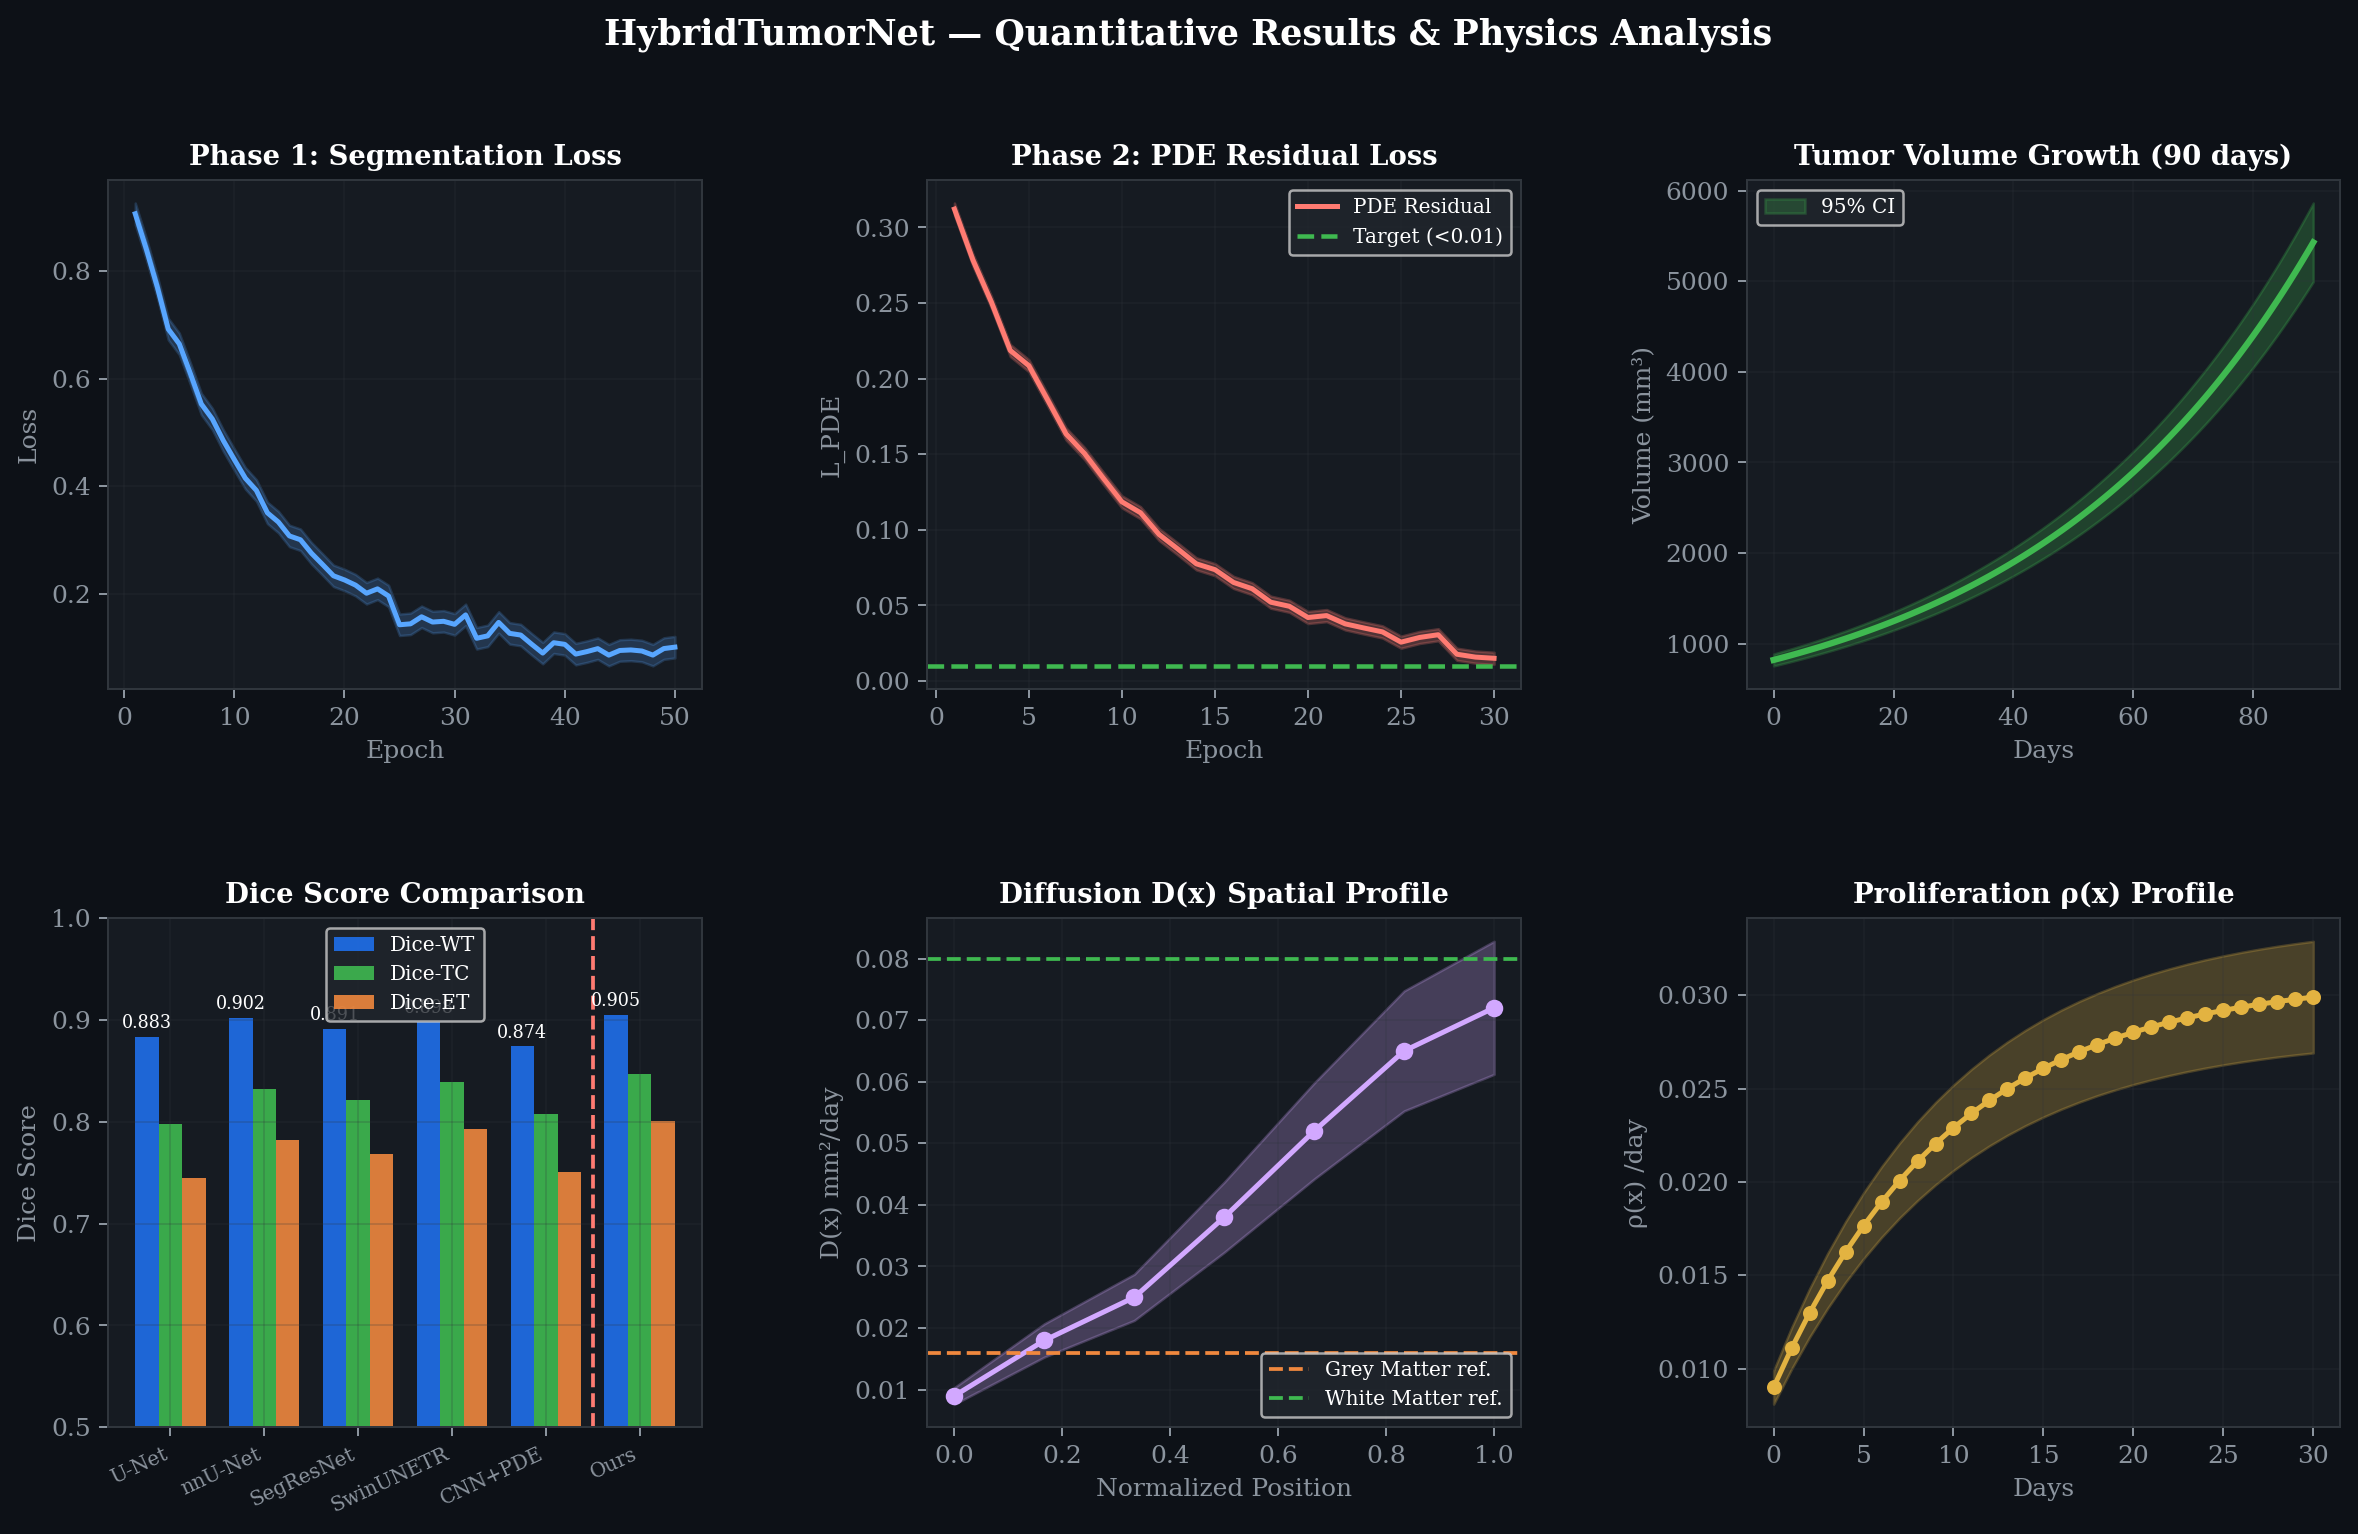 HybridTumorNet — Quantitative Results & Physics Analysis
Phase 1: Segmentation Loss
Loss
0.8
0.6
0.4
0.2
0 10 20 30 40 50
Epoch
Phase 2: PDE Residual Loss
PDE Residual
Target (<0.01)
L_PDE
0.30
0.25
0.20
0.15
0.10
0.05
0.00
0 5 10 15 20 25 30
Epoch
Tumor Volume Growth (90 days)
95% CI
Volume (mm³)
6000
5000
4000
3000
2000
1000
0 20 40 60 80
Days
Dice Score Comparison
Dice-WT
Dice-TC
Dice-ET
Dice Score
1.0
0.9
0.8
0.7
0.6
0.5
0.883
0.902
0.891
0.874
0.905
U-Net
nnU-Net
SegResNet
SwinUNETR
CNN+PDE
Ours
Diffusion D(x) Spatial Profile
D(x) mm²/day
0.08
0.07
0.06
0.05
0.04
0.03
0.02
0.01
Grey Matter ref.
White Matter ref.
0.0 0.2 0.4 0.6 0.8 1.0
Normalized Position
Proliferation ρ(x) Profile
ρ(x) /day
0.030
0.025
0.020
0.015
0.010
0 5 10 15 20 25 30
Days